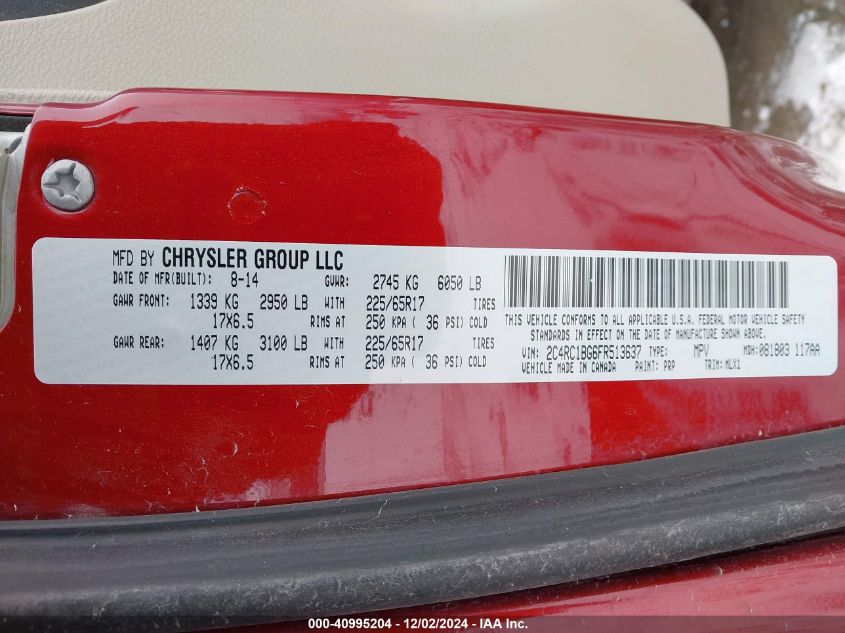 MFD BY CHRYSLER GROUP LLC
DATE OF MFR(BUILT): 8-14 GVWR: 2745 KG 6050 LB
GAWR FRONT: 1339 KG 2950 LB WITH 225/65R17 TIRES
17X6.5 RIMS AT 250 KPA ( 36 PSI) COLD
GAWR REAR: 1407 KG 3100 LB WITH 225/65R17 TIRES
17X6.5 RIMS AT 250 KPA ( 36 PSI) COLD
THIS VEHICLE CONFORMS TO ALL APPLICABLE U.S.A. FEDERAL MOTOR VEHICLE SAFETY
STANDARDS IN EFFECT ON THE DATE OF MANUFACTURE SHOWN ABOVE.
VIN: 2C4RC1BG6FR513637 TYPE: MPV MDH: 081803 117AA
VEHICLE MADE IN CANADA PAINT: PRP TRIM: MLX1
000-40995204 - 12/02/2024 - IAA Inc.